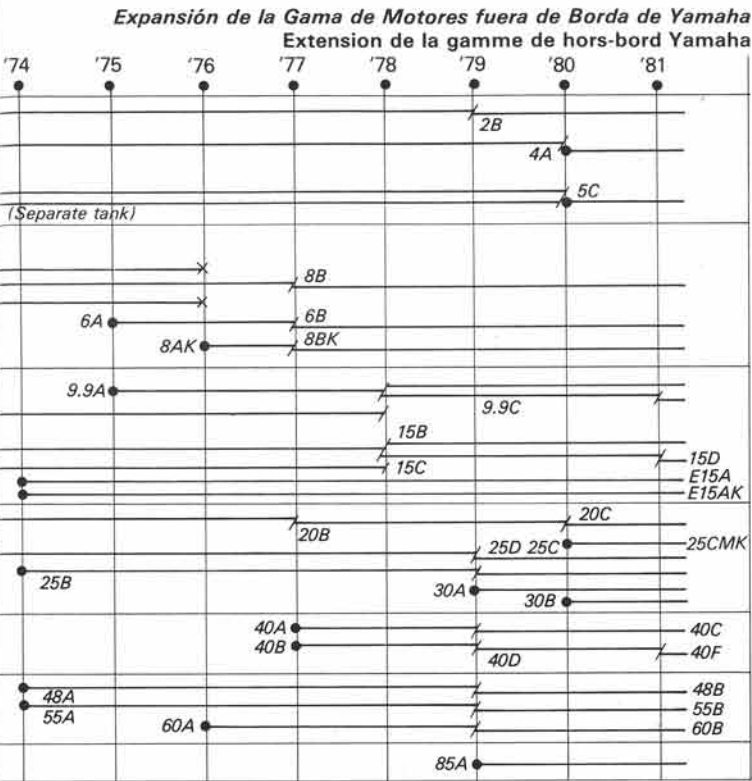 Expansión de la Gama de Motores fuera de Borda de Yamaha
Extension de la gamme de hors-bord Yamaha
'74 '75 '76 '77 '78 '79 '80 '81
2B
4A
5C
(Separate tank)
8B
6A 6B
8AK 8BK
9.9A
9.9C
15B
15C 15D
E15A
E15AK
20B 20C
25CMK
25D 25C
25B
30A
30B
40A 40C
40B 40D 40F
48A 48B
55A 55B
60A 60B
85A